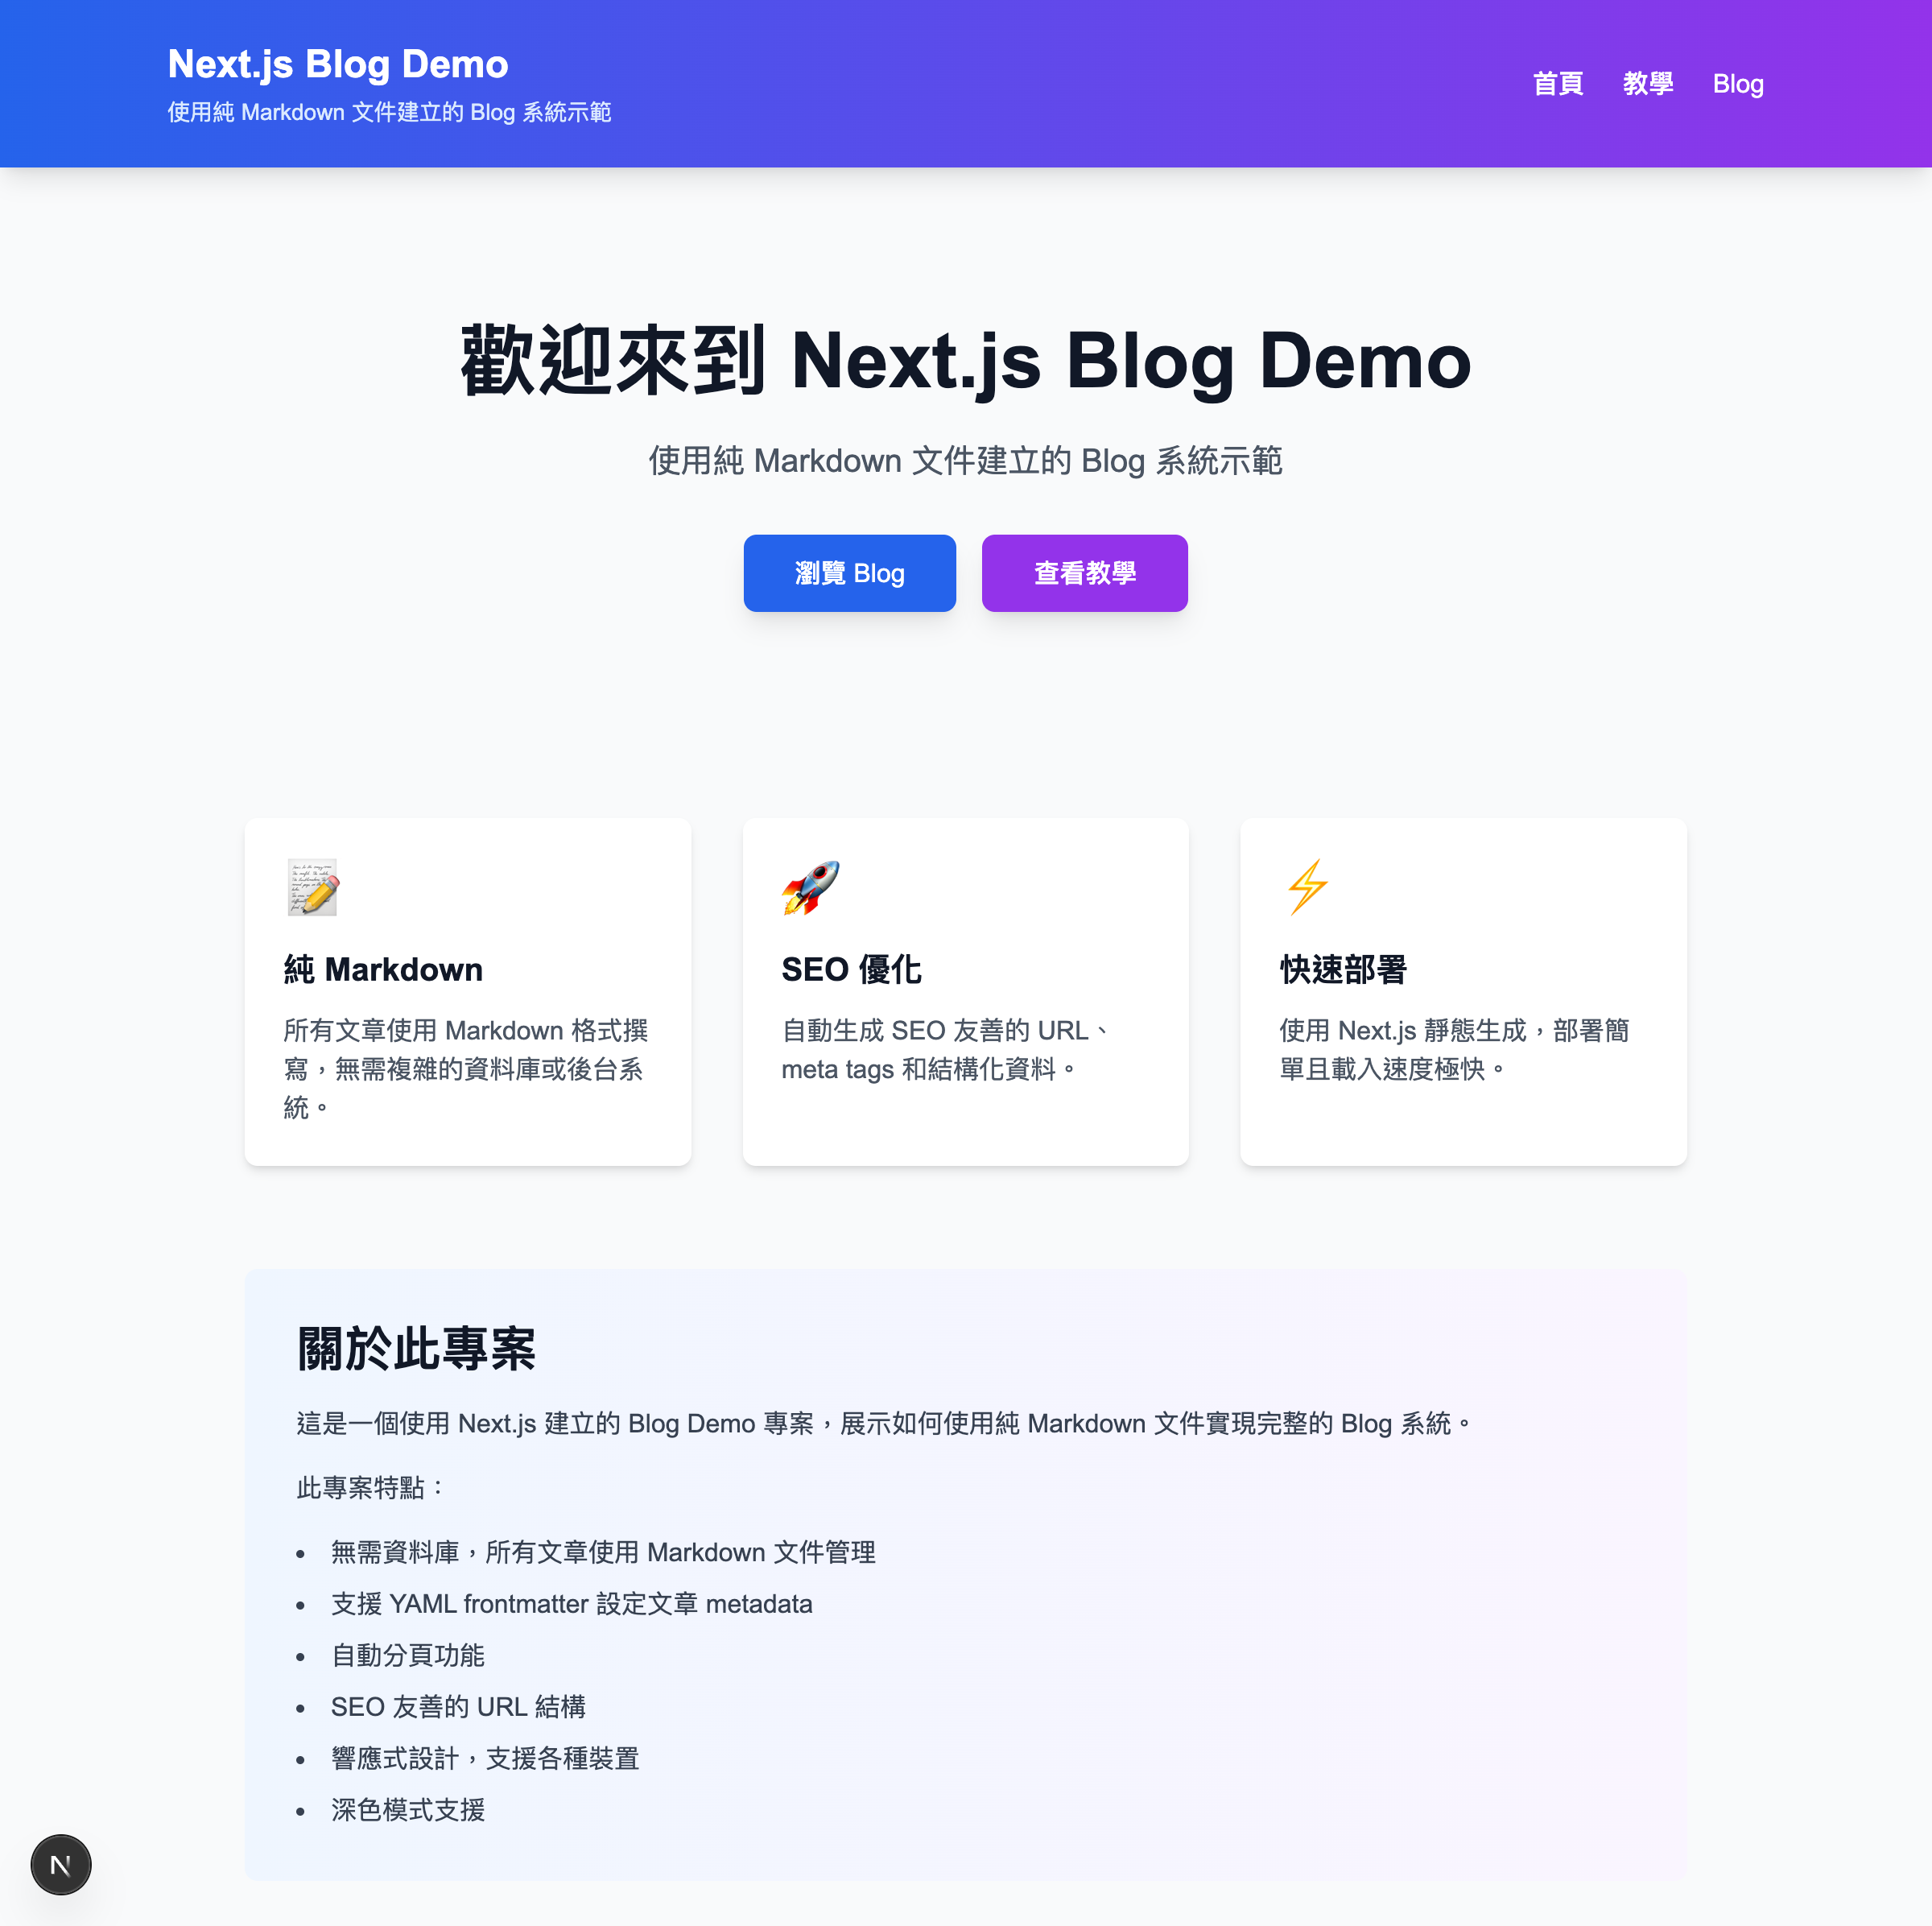 Next.js Blog Demo
使用純 Markdown 文件建立的 Blog 系統示範
首頁 教學 Blog
歡迎來到 Next.js Blog Demo
使用純 Markdown 文件建立的 Blog 系統示範
瀏覽 Blog
查看教學
純 Markdown
所有文章使用 Markdown 格式撰
寫，無需複雜的資料庫或後台系
統。
SEO 優化
自動生成 SEO 友善的 URL、
meta tags 和結構化資料。
快速部署
使用 Next.js 靜態生成，部署簡
單且載入速度極快。
關於此專案
這是一個使用 Next.js 建立的 Blog Demo 專案，展示如何使用純 Markdown 文件實現完整的 Blog 系統。
此專案特點：
• 無需資料庫，所有文章使用 Markdown 文件管理
• 支援 YAML frontmatter 設定文章 metadata
• 自動分頁功能
• SEO 友善的 URL 結構
• 響應式設計，支援各種裝置
• 深色模式支援
N